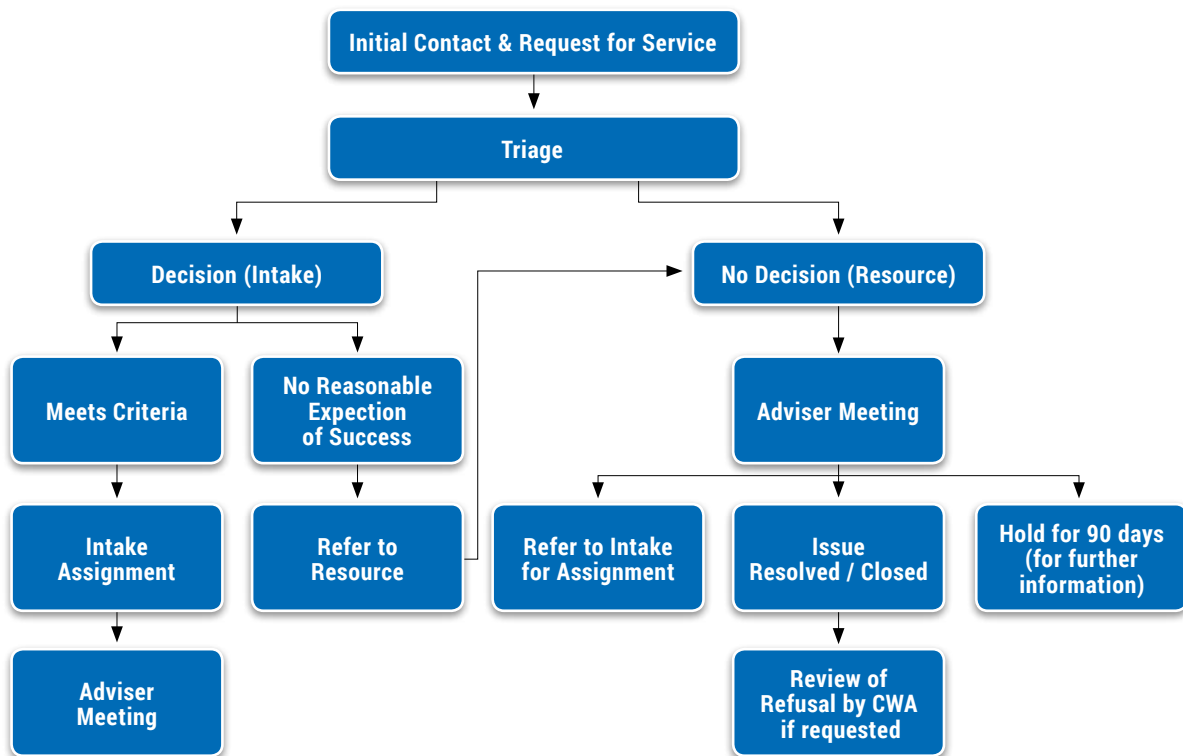 Initial Contact & Request for Service
Triage
Decision (Intake)
No Decision (Resource)
Meets Criteria
No Reasonable
Expection
of Success
Adviser Meeting
Intake
Assignment
Refer to
Resource
Refer to Intake
for Assignment
Issue
Resolved / Closed
Hold for 90 days
(for further
information)
Adviser
Meeting
Review of
Refusal by CWA
if requested